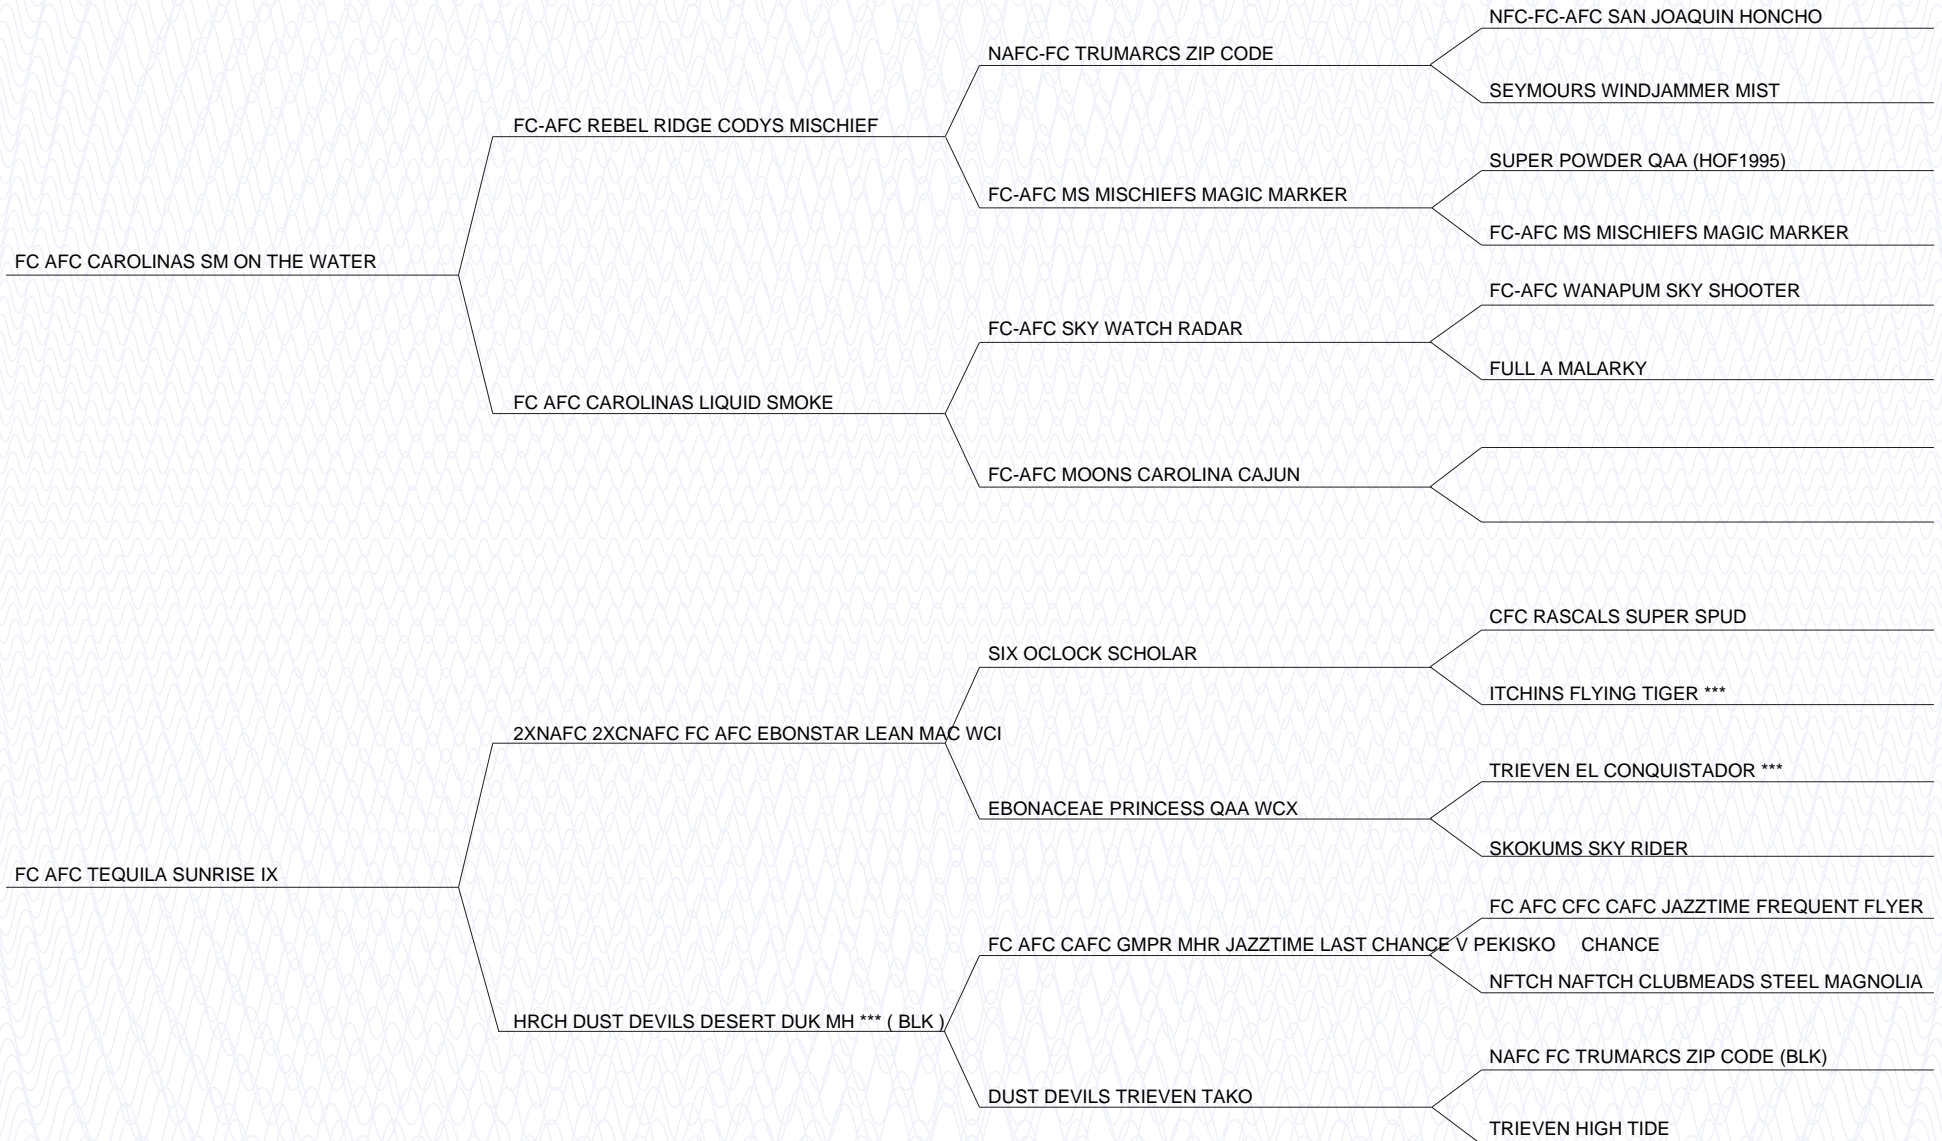 NFC-FC-AFC SAN JOAQUIN HONCHO
NAFC-FC TRUMARCS ZIP CODE
SEYMOURS WINDJAMMER MIST
FC-AFC REBEL RIDGE CODYS MISCHIEF
SUPER POWDER QAA (HOF1995)
FC-AFC MS MISCHIEFS MAGIC MARKER
FC-AFC MS MISCHIEFS MAGIC MARKER
FC AFC CAROLINAS SM ON THE WATER
FC-AFC WANAPUM SKY SHOOTER
FC-AFC SKY WATCH RADAR
FULL A MALARKY
FC AFC CAROLINAS LIQUID SMOKE
FC-AFC MOONS CAROLINA CAJUN
CFC RASCALS SUPER SPUD
SIX OCLOCK SCHOLAR
ITCHINS FLYING TIGER ***
2XNAFC 2XCNAFC FC AFC EBONSTAR LEAN MAC WCI
TRIEVEN EL CONQUISTADOR ***
EBONACEAE PRINCESS QAA WCX
SKOKUMS SKY RIDER
FC AFC TEQUILA SUNRISE IX
FC AFC CFC CAFC JAZZTIME FREQUENT FLYER
FC AFC CAFC GMPR MHR JAZZTIME LAST CHANCE V PEKISKO CHANCE
NFTCH NAFTCH CLUBMEADS STEEL MAGNOLIA
HRCH DUST DEVILS DESERT DUK MH *** ( BLK )
NAFC FC TRUMARCS ZIP CODE (BLK)
DUST DEVILS TRIEVEN TAKO
TRIEVEN HIGH TIDE